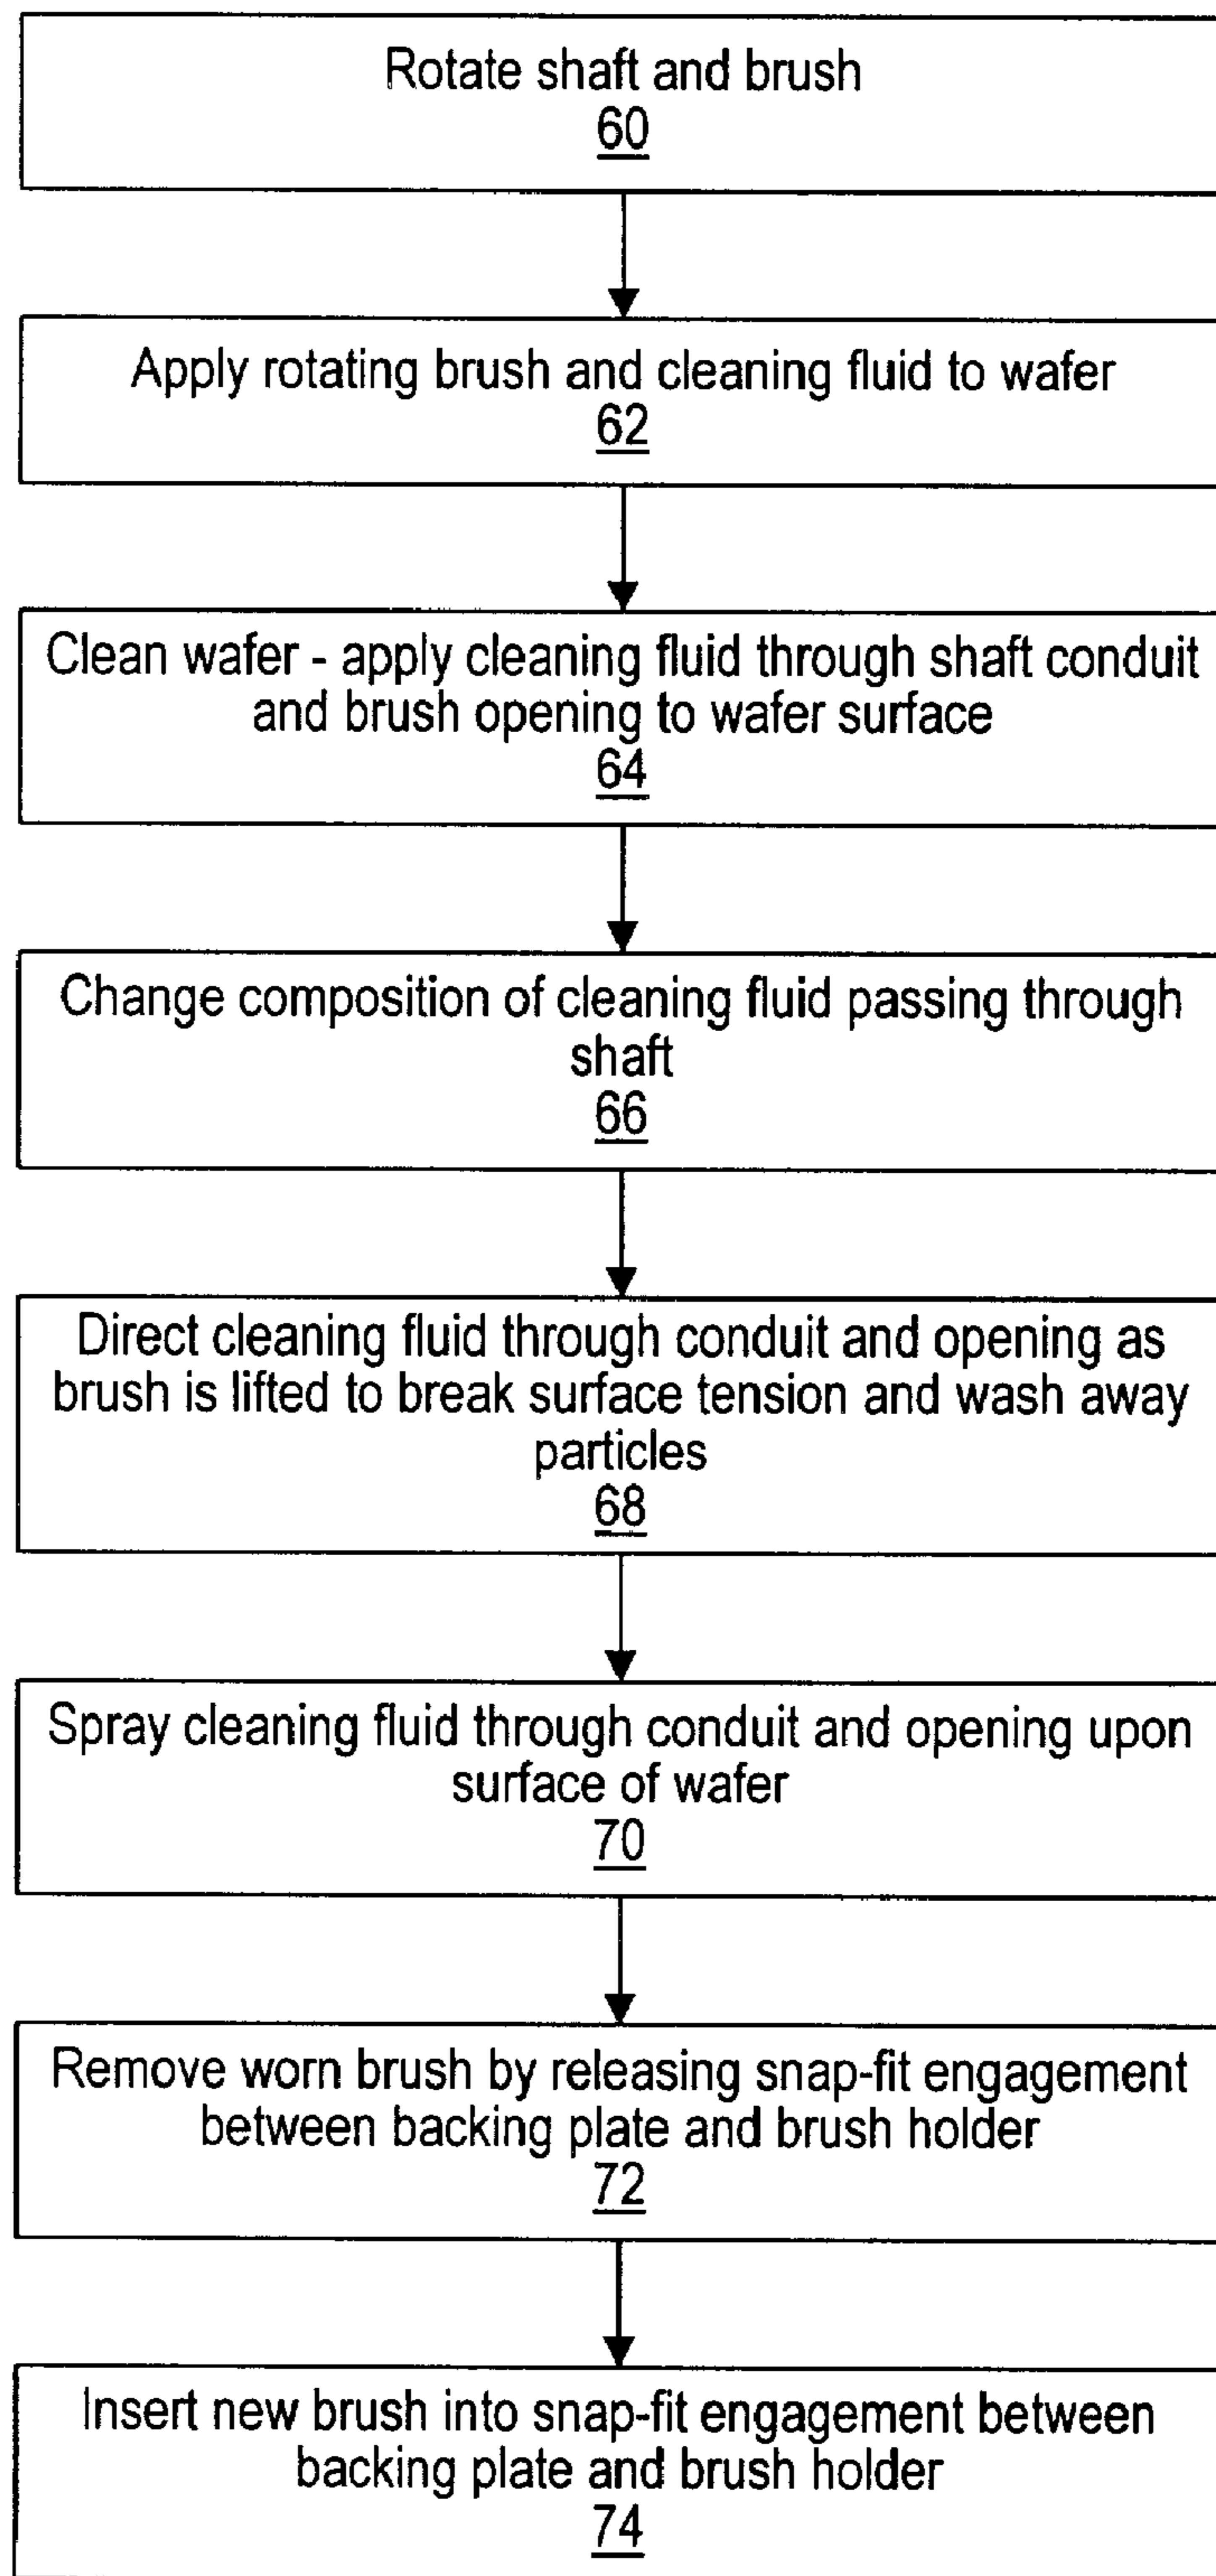 Rotate shaft and brush
60
Apply rotating brush and cleaning fluid to wafer
62
Clean wafer - apply cleaning fluid through shaft conduit
and brush opening to wafer surface
64
Change composition of cleaning fluid passing through
shaft
66
Direct cleaning fluid through conduit and opening as
brush is lifted to break surface tension and wash away
particles
68
Spray cleaning fluid through conduit and opening upon
surface of wafer
70
Remove worn brush by releasing snap-fit engagement
between backing plate and brush holder
72
Insert new brush into snap-fit engagement between
backing plate and brush holder
74